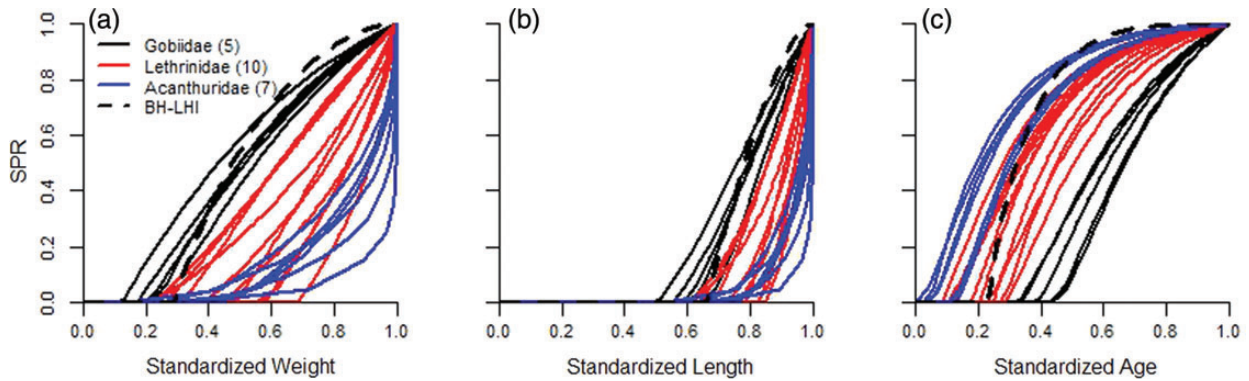 (a)
(b)
(c)
SPR
0.0 0.2 0.4 0.6 0.8 1.0
Gobiidae (5)
Lethrinidae (10)
Acanthuridae (7)
BH-LHI
0.0 0.2 0.4 0.6 0.8 1.0
0.0 0.2 0.4 0.6 0.8 1.0
0.0 0.2 0.4 0.6 0.8 1.0
Standardized Weight
Standardized Length
Standardized Age